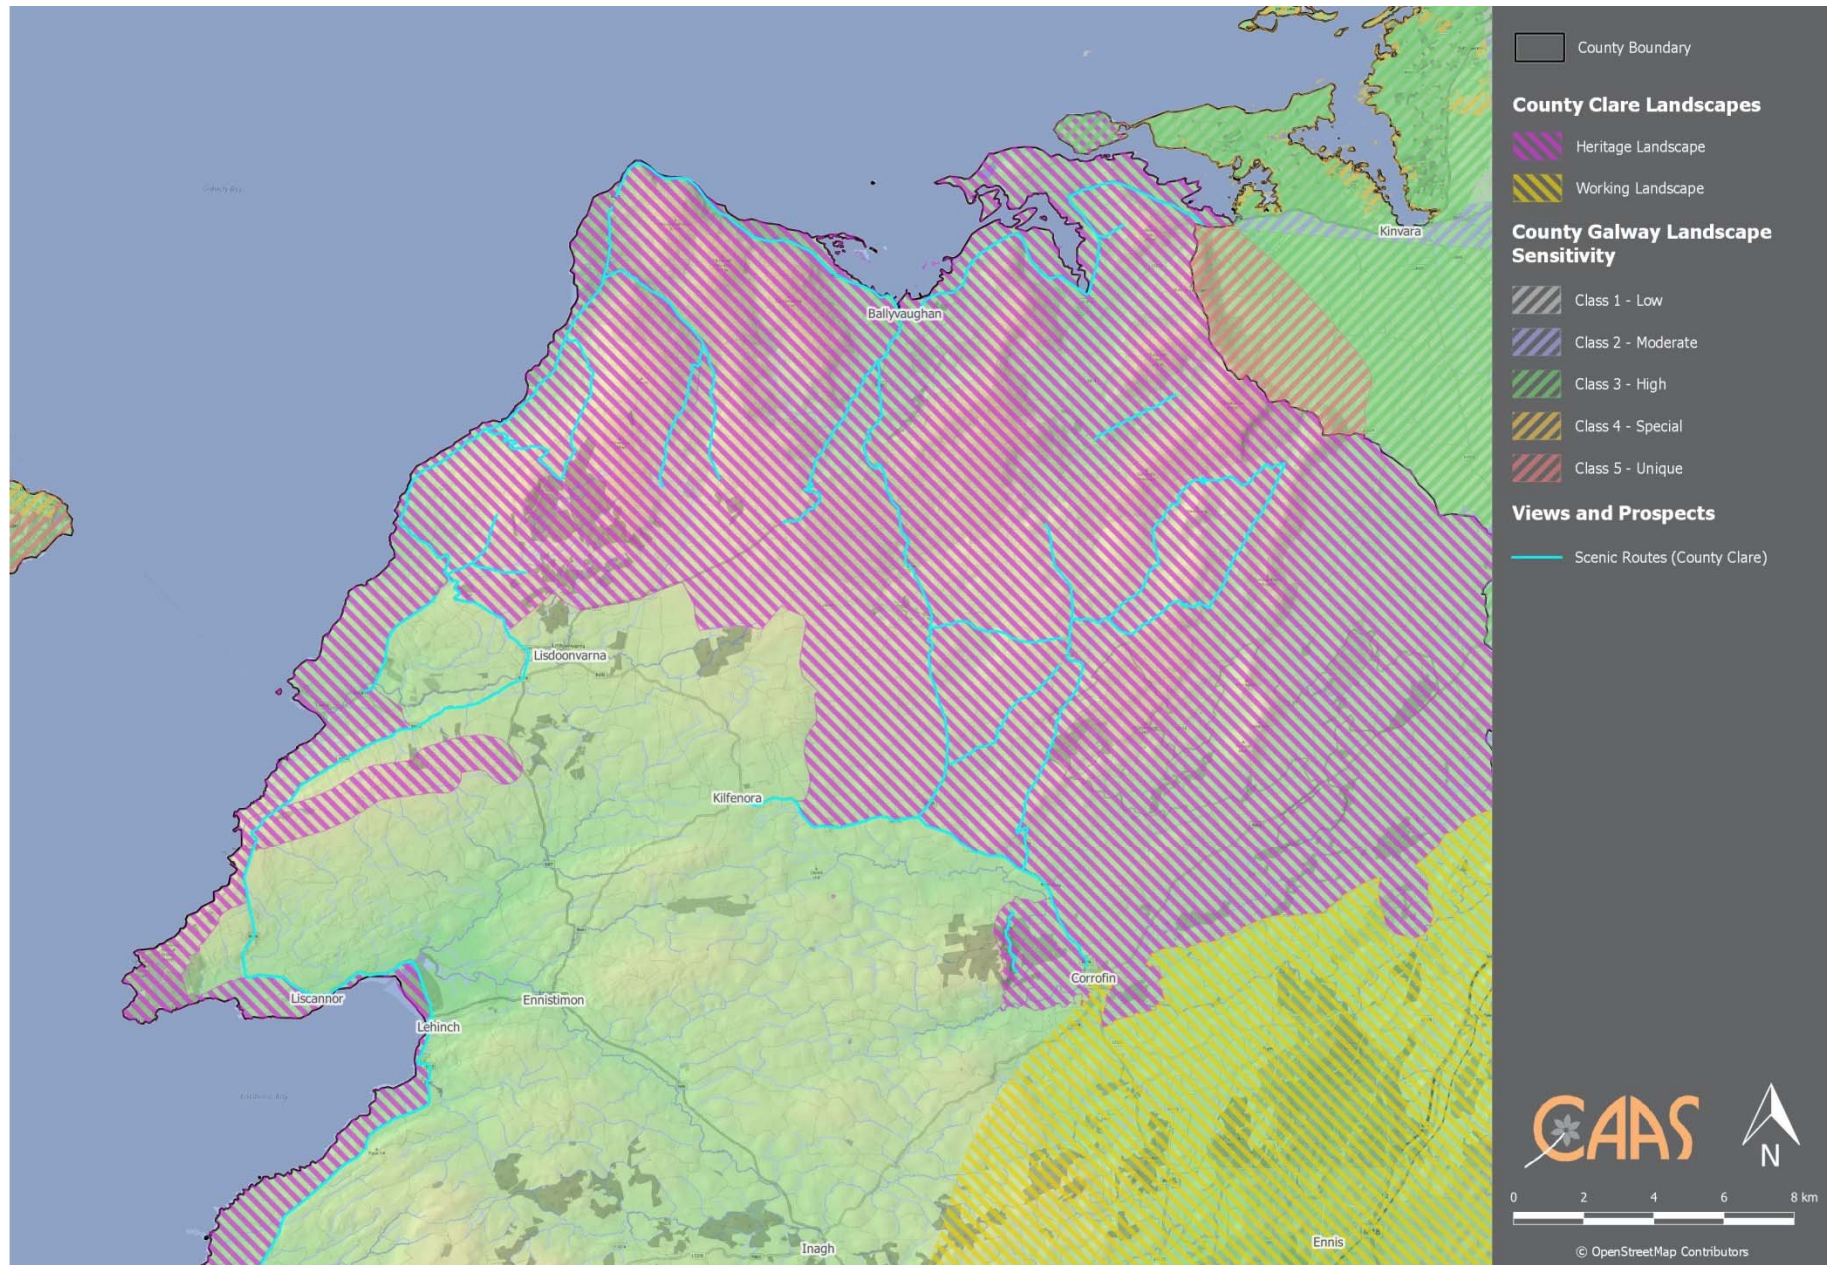 County Boundary
County Clare Landscapes
Heritage Landscape
Working Landscape
County Galway Landscape
Sensitivity
Class 1 - Low
Class 2 - Moderate
Class 3 - High
Class 4 - Special
Class 5 - Unique
Views and Prospects
Scenic Routes (County Clare)
Kinvara
Ballyvaughan
Lisdoonvarna
Kilfenora
Corrofin
Liscannor
Ennistimon
Lehinch
Inagh
Ennis
CAAS
N
0 2 4 6 8 km
© OpenStreetMap Contributors